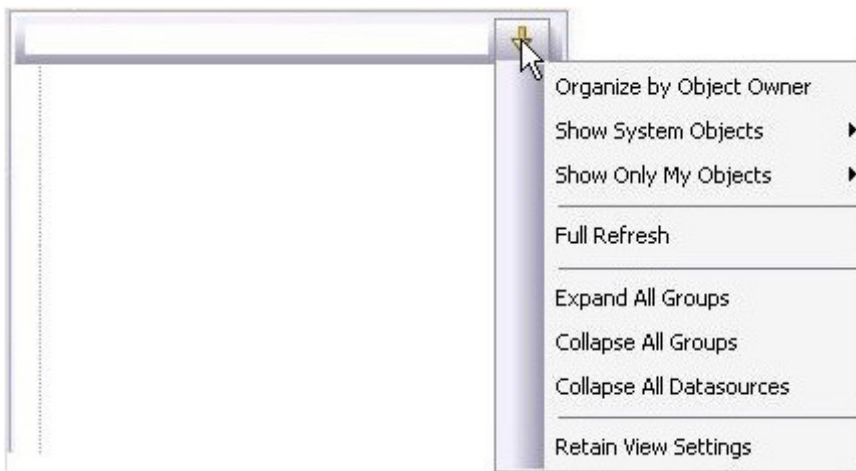 Organize by Object Owner
Show System Objects
Show Only My Objects
Full Refresh
Expand All Groups
Collapse All Groups
Collapse All Datasources
Retain View Settings